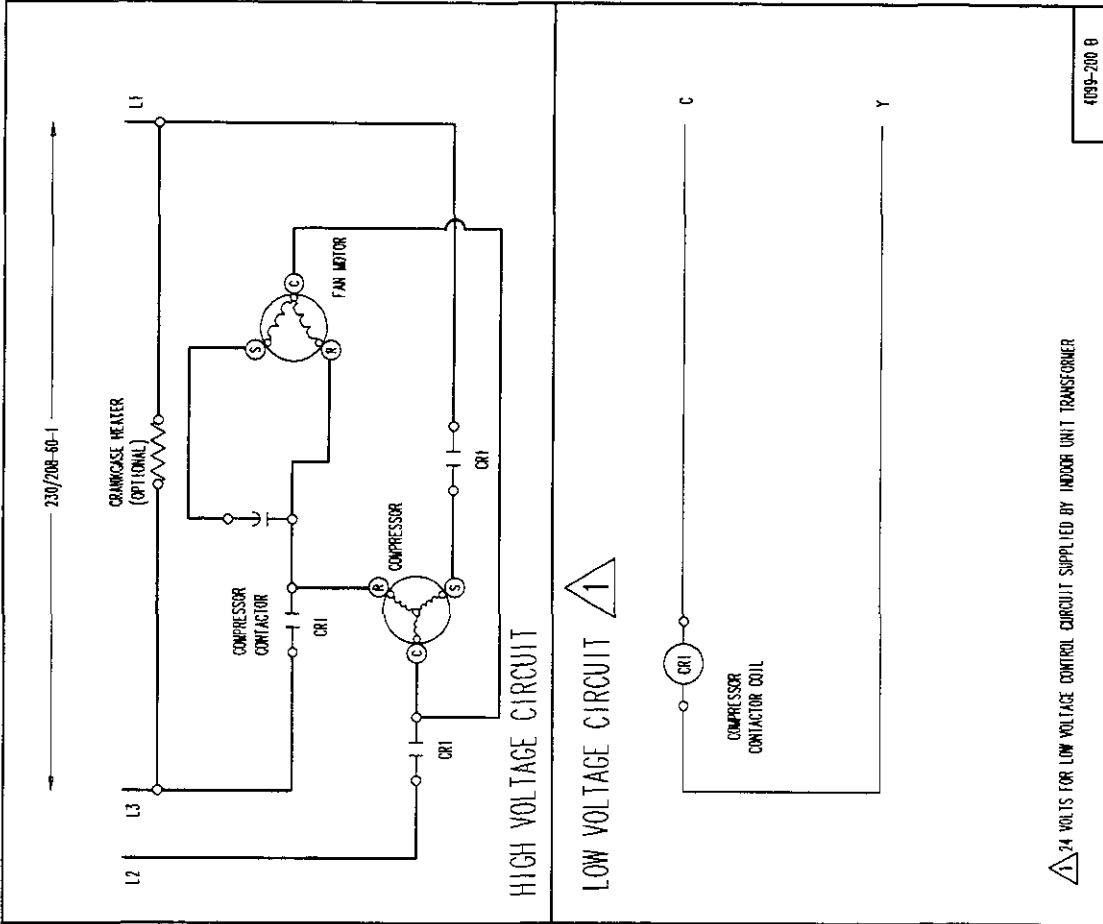 230/208-60-1
L3
L2
L1
CRANKCASE HEATER
(OPTIONAL)
S
C
R
FAN MOTOR
COMPRESSOR
CONTACTOR
CR1
R
COMPRESSOR
C
S
CR1
CR1
HIGH VOLTAGE CIRCUIT
LOW VOLTAGE CIRCUIT 1
CR1
COMPRESSOR
CONTACTOR COIL
C
Y
1 24 VOLTS FOR LOW VOLTAGE CONTROL CIRCUIT SUPPLIED BY INDOOR UNIT TRANSFORMER
4099-200 B